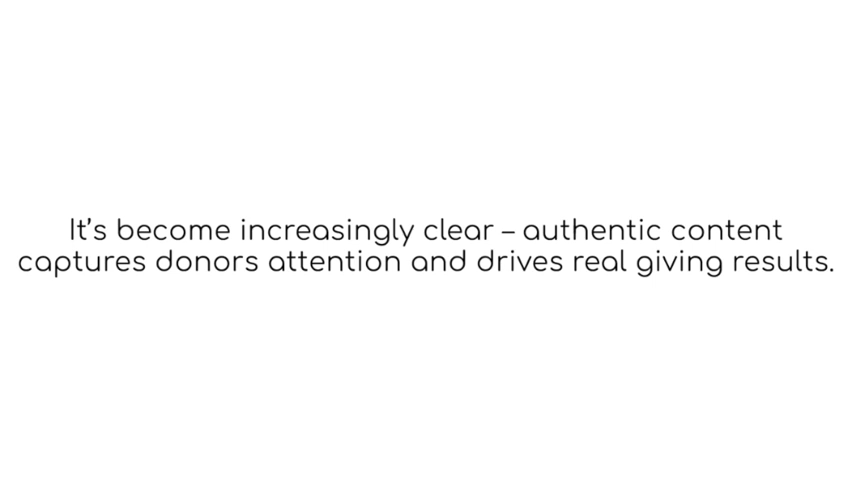 It’s become increasingly clear – authentic content
captures donors attention and drives real giving results.